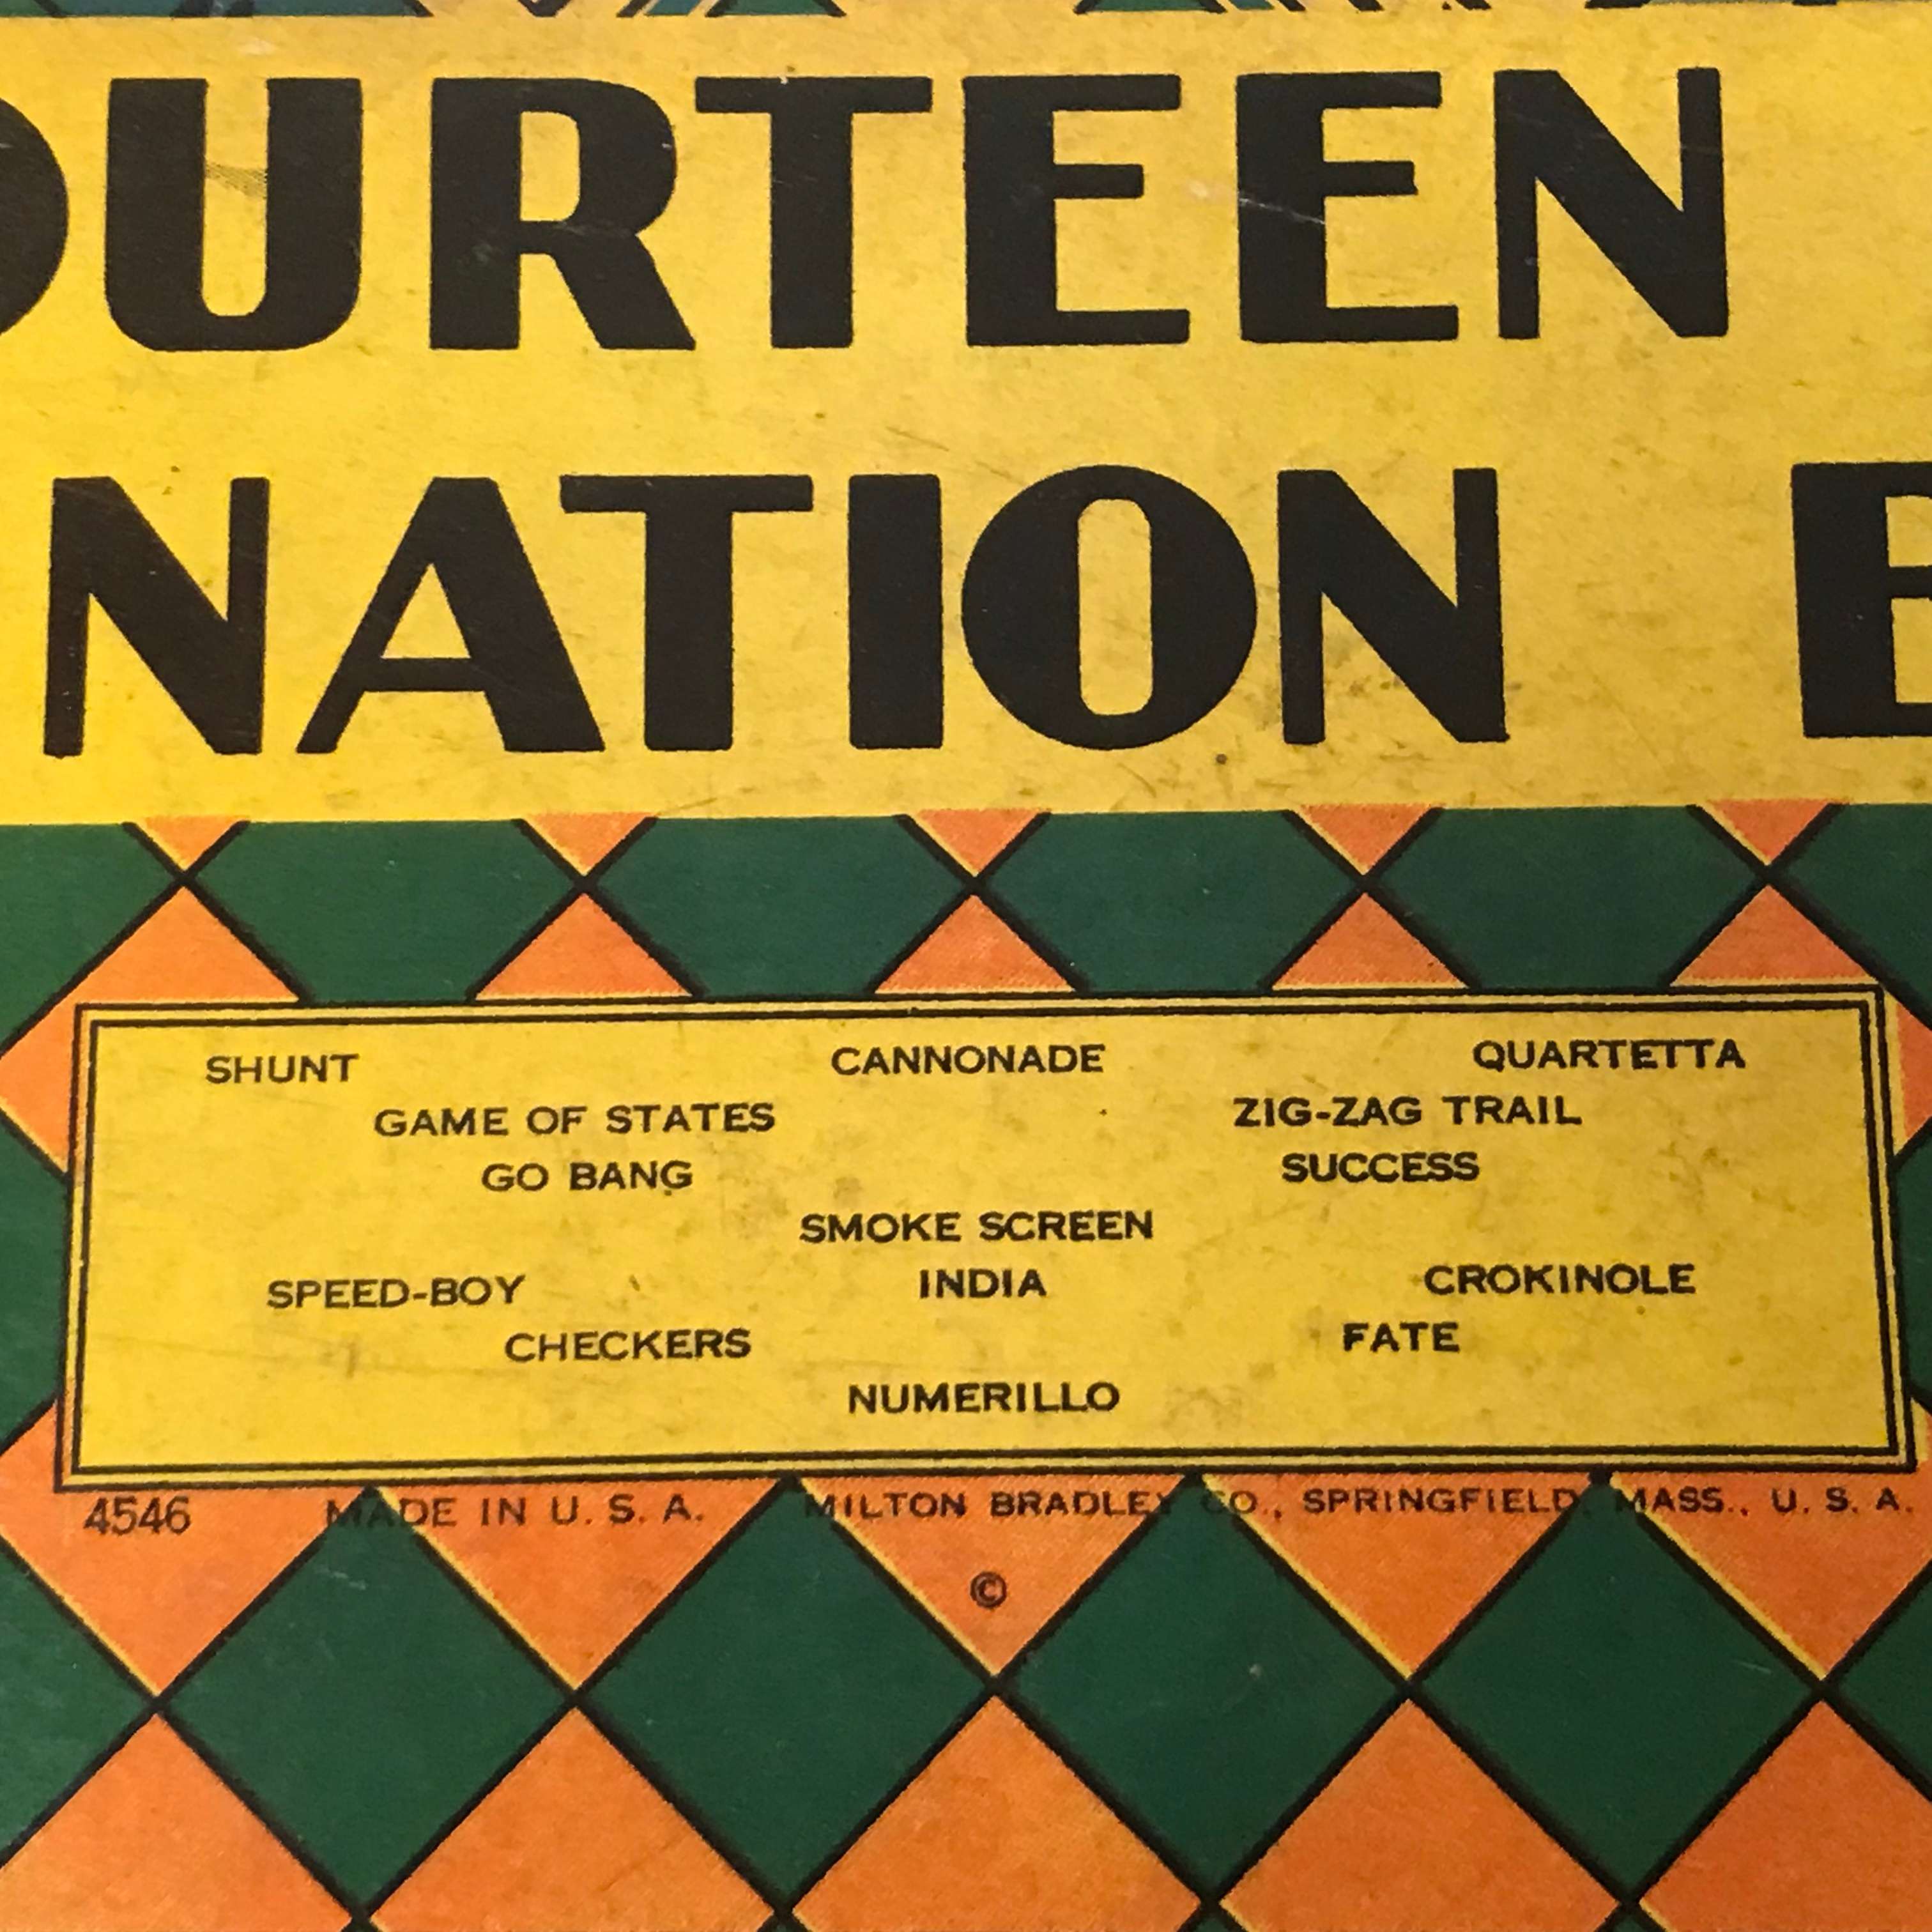 OURTEEN
NATION B
SHUNT CANNONADE QUARTETTA
GAME OF STATES ZIG-ZAG TRAIL
GO BANG SUCCESS
SMOKE SCREEN
SPEED-BOY INDIA CROKINOLE
CHECKERS FATE
NUMERILLO
4546 MADE IN U. S. A. MILTON BRADLEY CO., SPRINGFIELD, MASS., U. S. A.
©